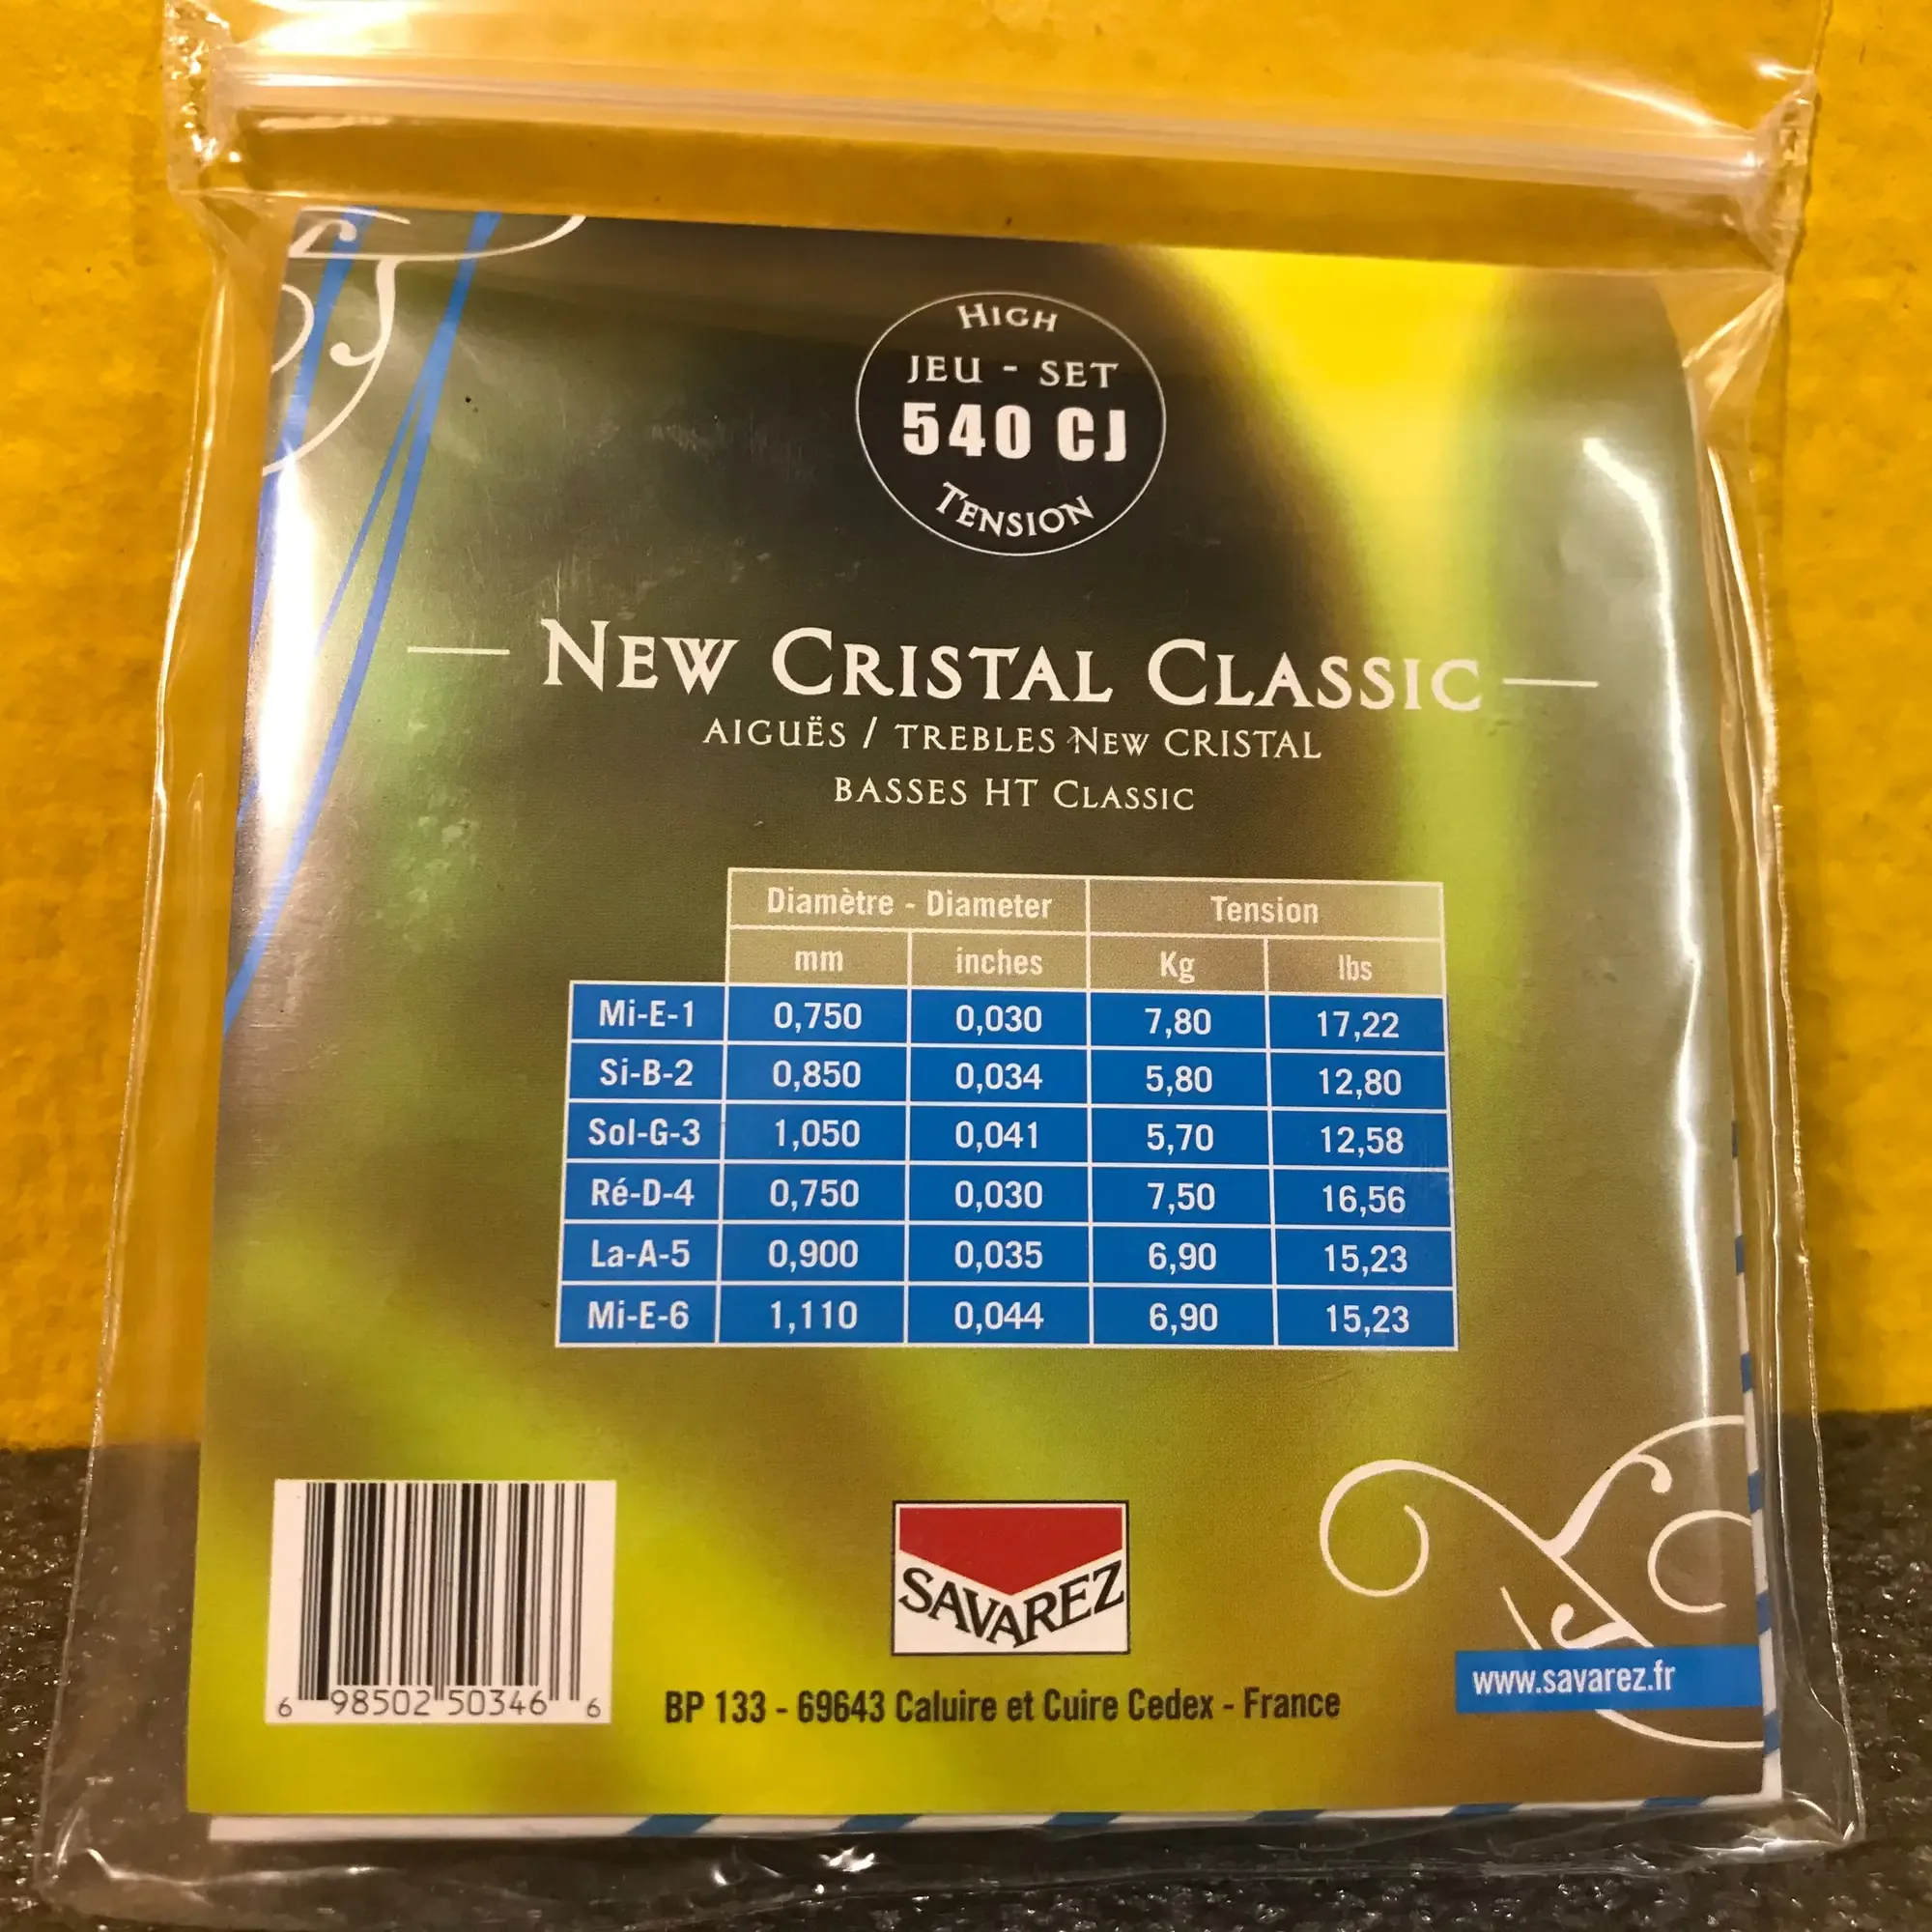 HIGH
JEU - SET
540 CJ
TENSION
NEW CRISTAL CLASSIC
AIGUËS / TREBLES NEW CRISTAL
BASSES HT CLASSIC
Diamètre - Diameter Tension
mm inches Kg lbs
Mi-E-1 0,750 0,030 7,80 17,22
Si-B-2 0,850 0,034 5,80 12,80
Sol-G-3 1,050 0,041 5,70 12,58
Ré-D-4 0,750 0,030 7,50 16,56
La-A-5 0,900 0,035 6,90 15,23
Mi-E-6 1,110 0,044 6,90 15,23
SAVAREZ
www.savarez.fr
6 98502 50346 6
BP 133 - 69643 Caluire et Cuire Cedex - France